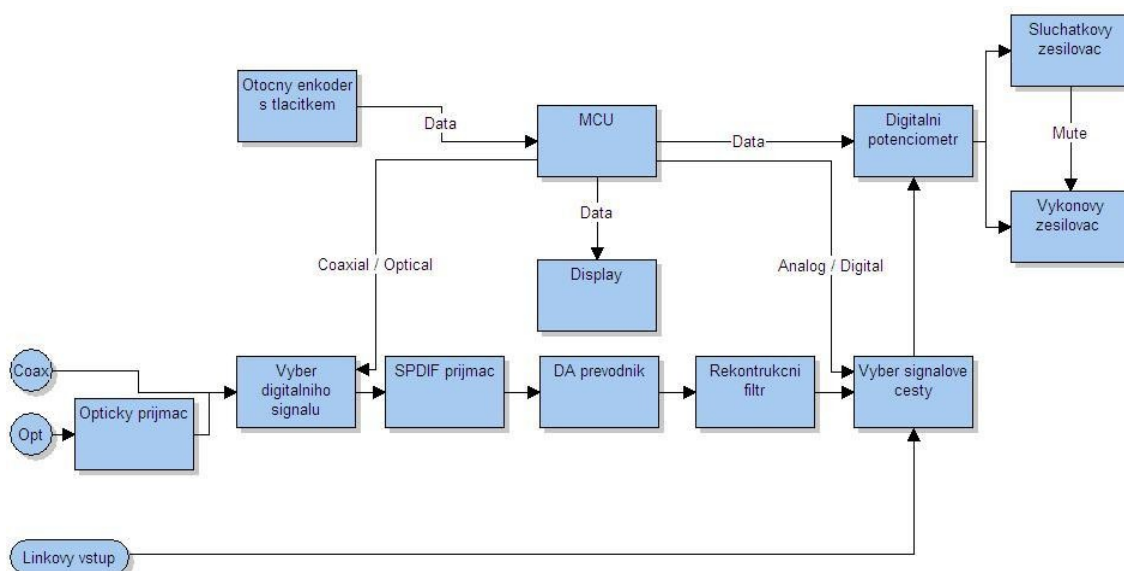 Sluchatkovy
zesilovac
Otocny enkoder
s tlacitkem
Data
MCU
Data
Digitalni
potenciometr
Mute
Vykonovy
zesilovac
Data
Coaxial / Optical
Display
Analog / Digital
Coax
Opt
Opticky prijmac
Vyber
digitalniho
signalu
SPDIF prijmac
DA prevodnik
Rekontrukcni
filtr
Vyber signalove
cesty
Linkovy vstup